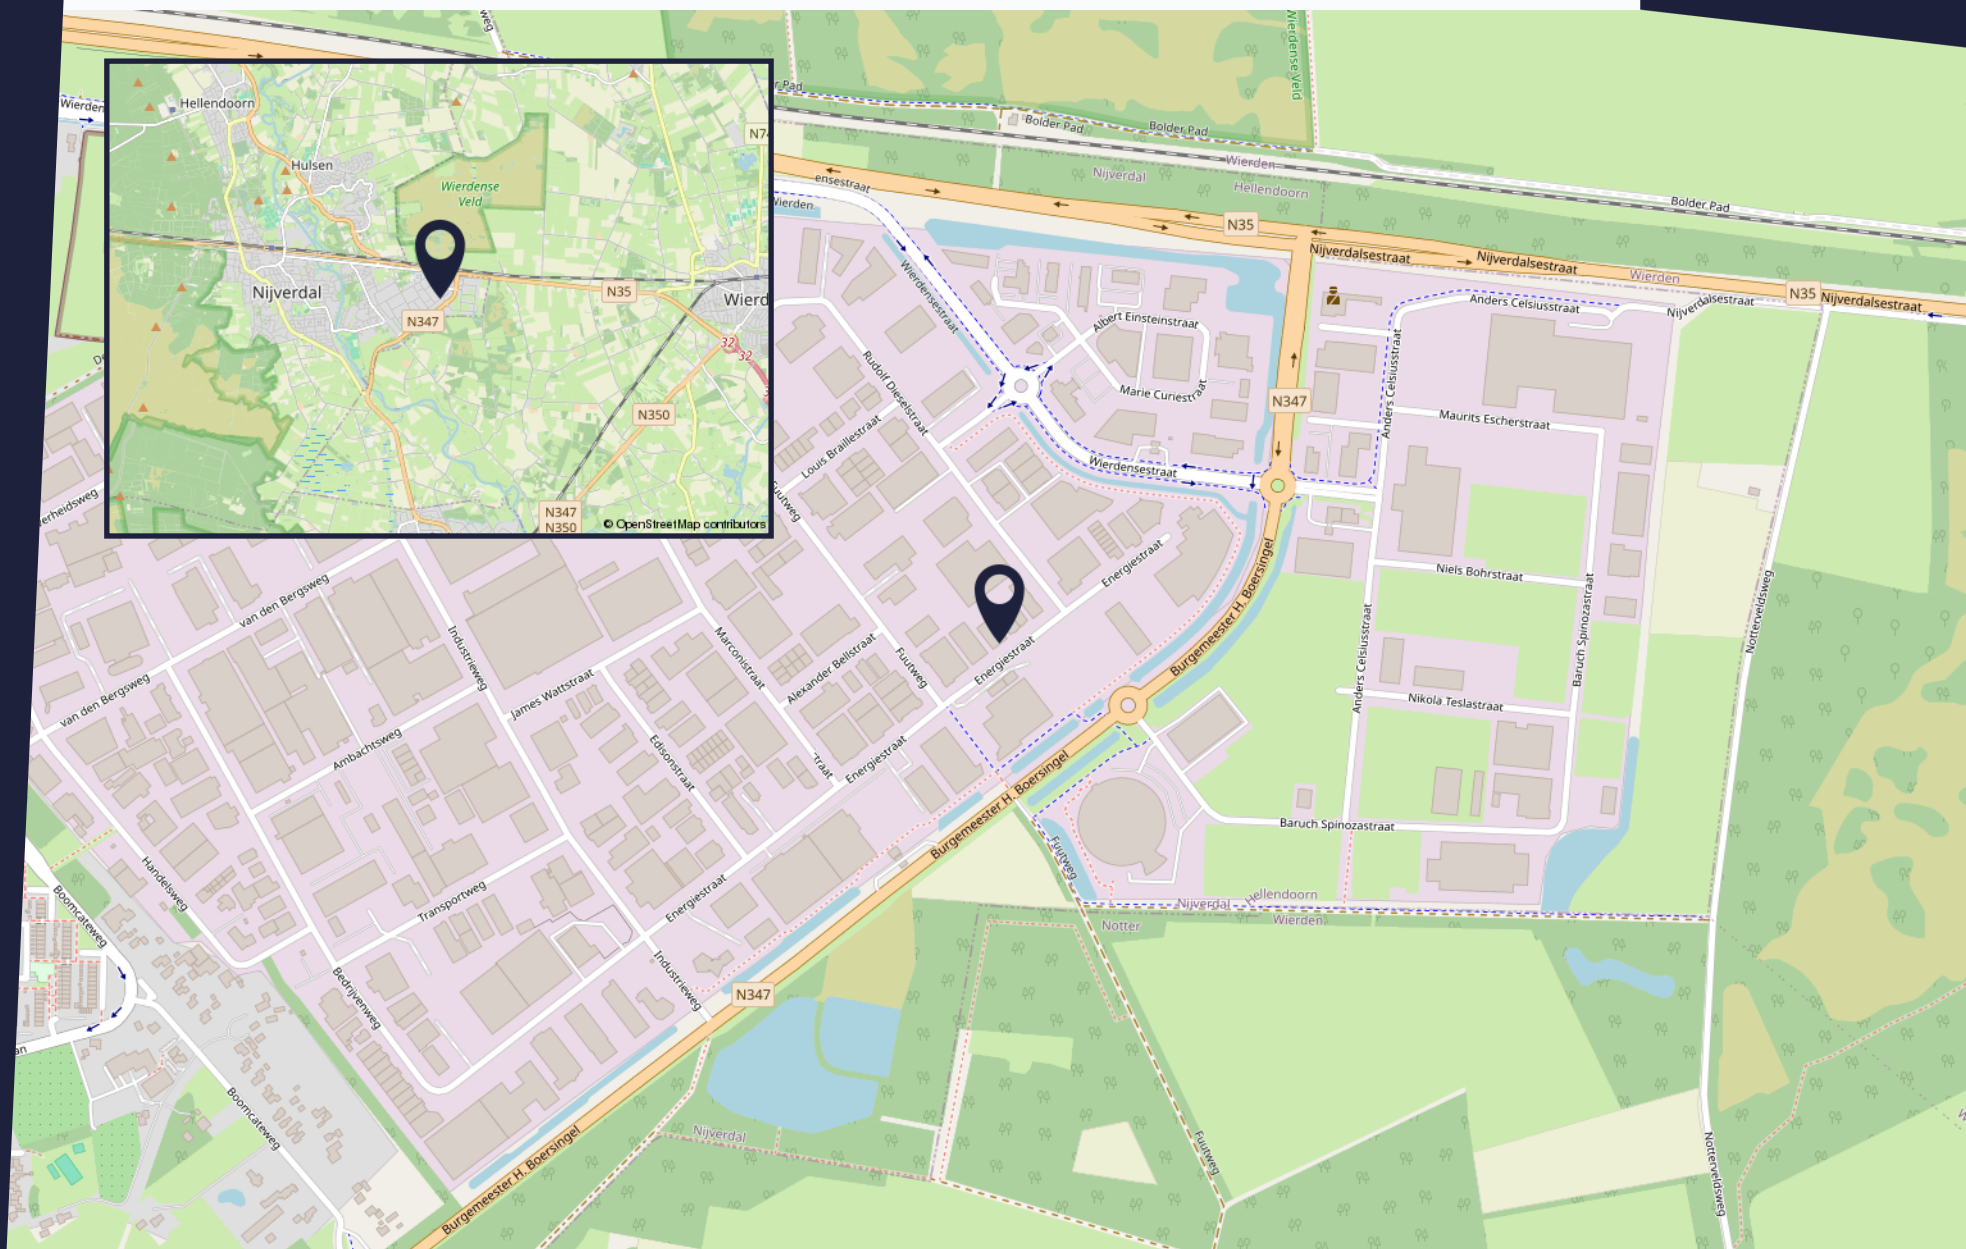 Wierden
Hellendoorn
Hulsen
Wierdense
Veld
Nijverdal
N35
Wierd
N347
32
32
N350
N347
N350
© OpenStreetMap contributors
N74
Wierdense Veld
Bolder Pad
Bolder Pad
Bolder Pad
Wierden
Nijverdal
Hellendoorn
ensestraat
Wierden
N35
Nijverdalsestraat
Nijverdalsestraat
Wierden
N35
Nijverdalsestraat
Nijverdalsestraat
Anders Celsiusstraat
Anders Celsiusstraat
Wierdensestraat
Albert Einsteinstraat
Marie Curiestraat
N347
Maurits Escherstraat
Rudolf Dieselstraat
Louis Braillestraat
Wierdensestraat
Fuutweg
Energiestraat
Burgemeester H. Boersingel
Niels Bohrstraat
Baruch Spinozastraat
Anders Celsiusstraat
Nikola Teslastraat
Notterveldsweg
erheidsweg
van den Bergsweg
van den Bergsweg
Industrieweg
James Wattstraat
Marconistraat
Alexander Bellstraat
Fuutweg
Energiestraat
Ambachtsweg
Edisonstraat
traat
Energiestraat
Burgemeester H. Boersingel
Baruch Spinozastraat
Fuutweg
Handelsweg
Boomcateweg
Transportweg
Energiestraat
Nijverdal
Hellendoorn
Wierden
Notter
Bedrijvenweg
Industrieweg
N347
Boomcateweg
Nijverdal
Burgemeester H. Boersingel
Fuutweg
Notterveldsweg